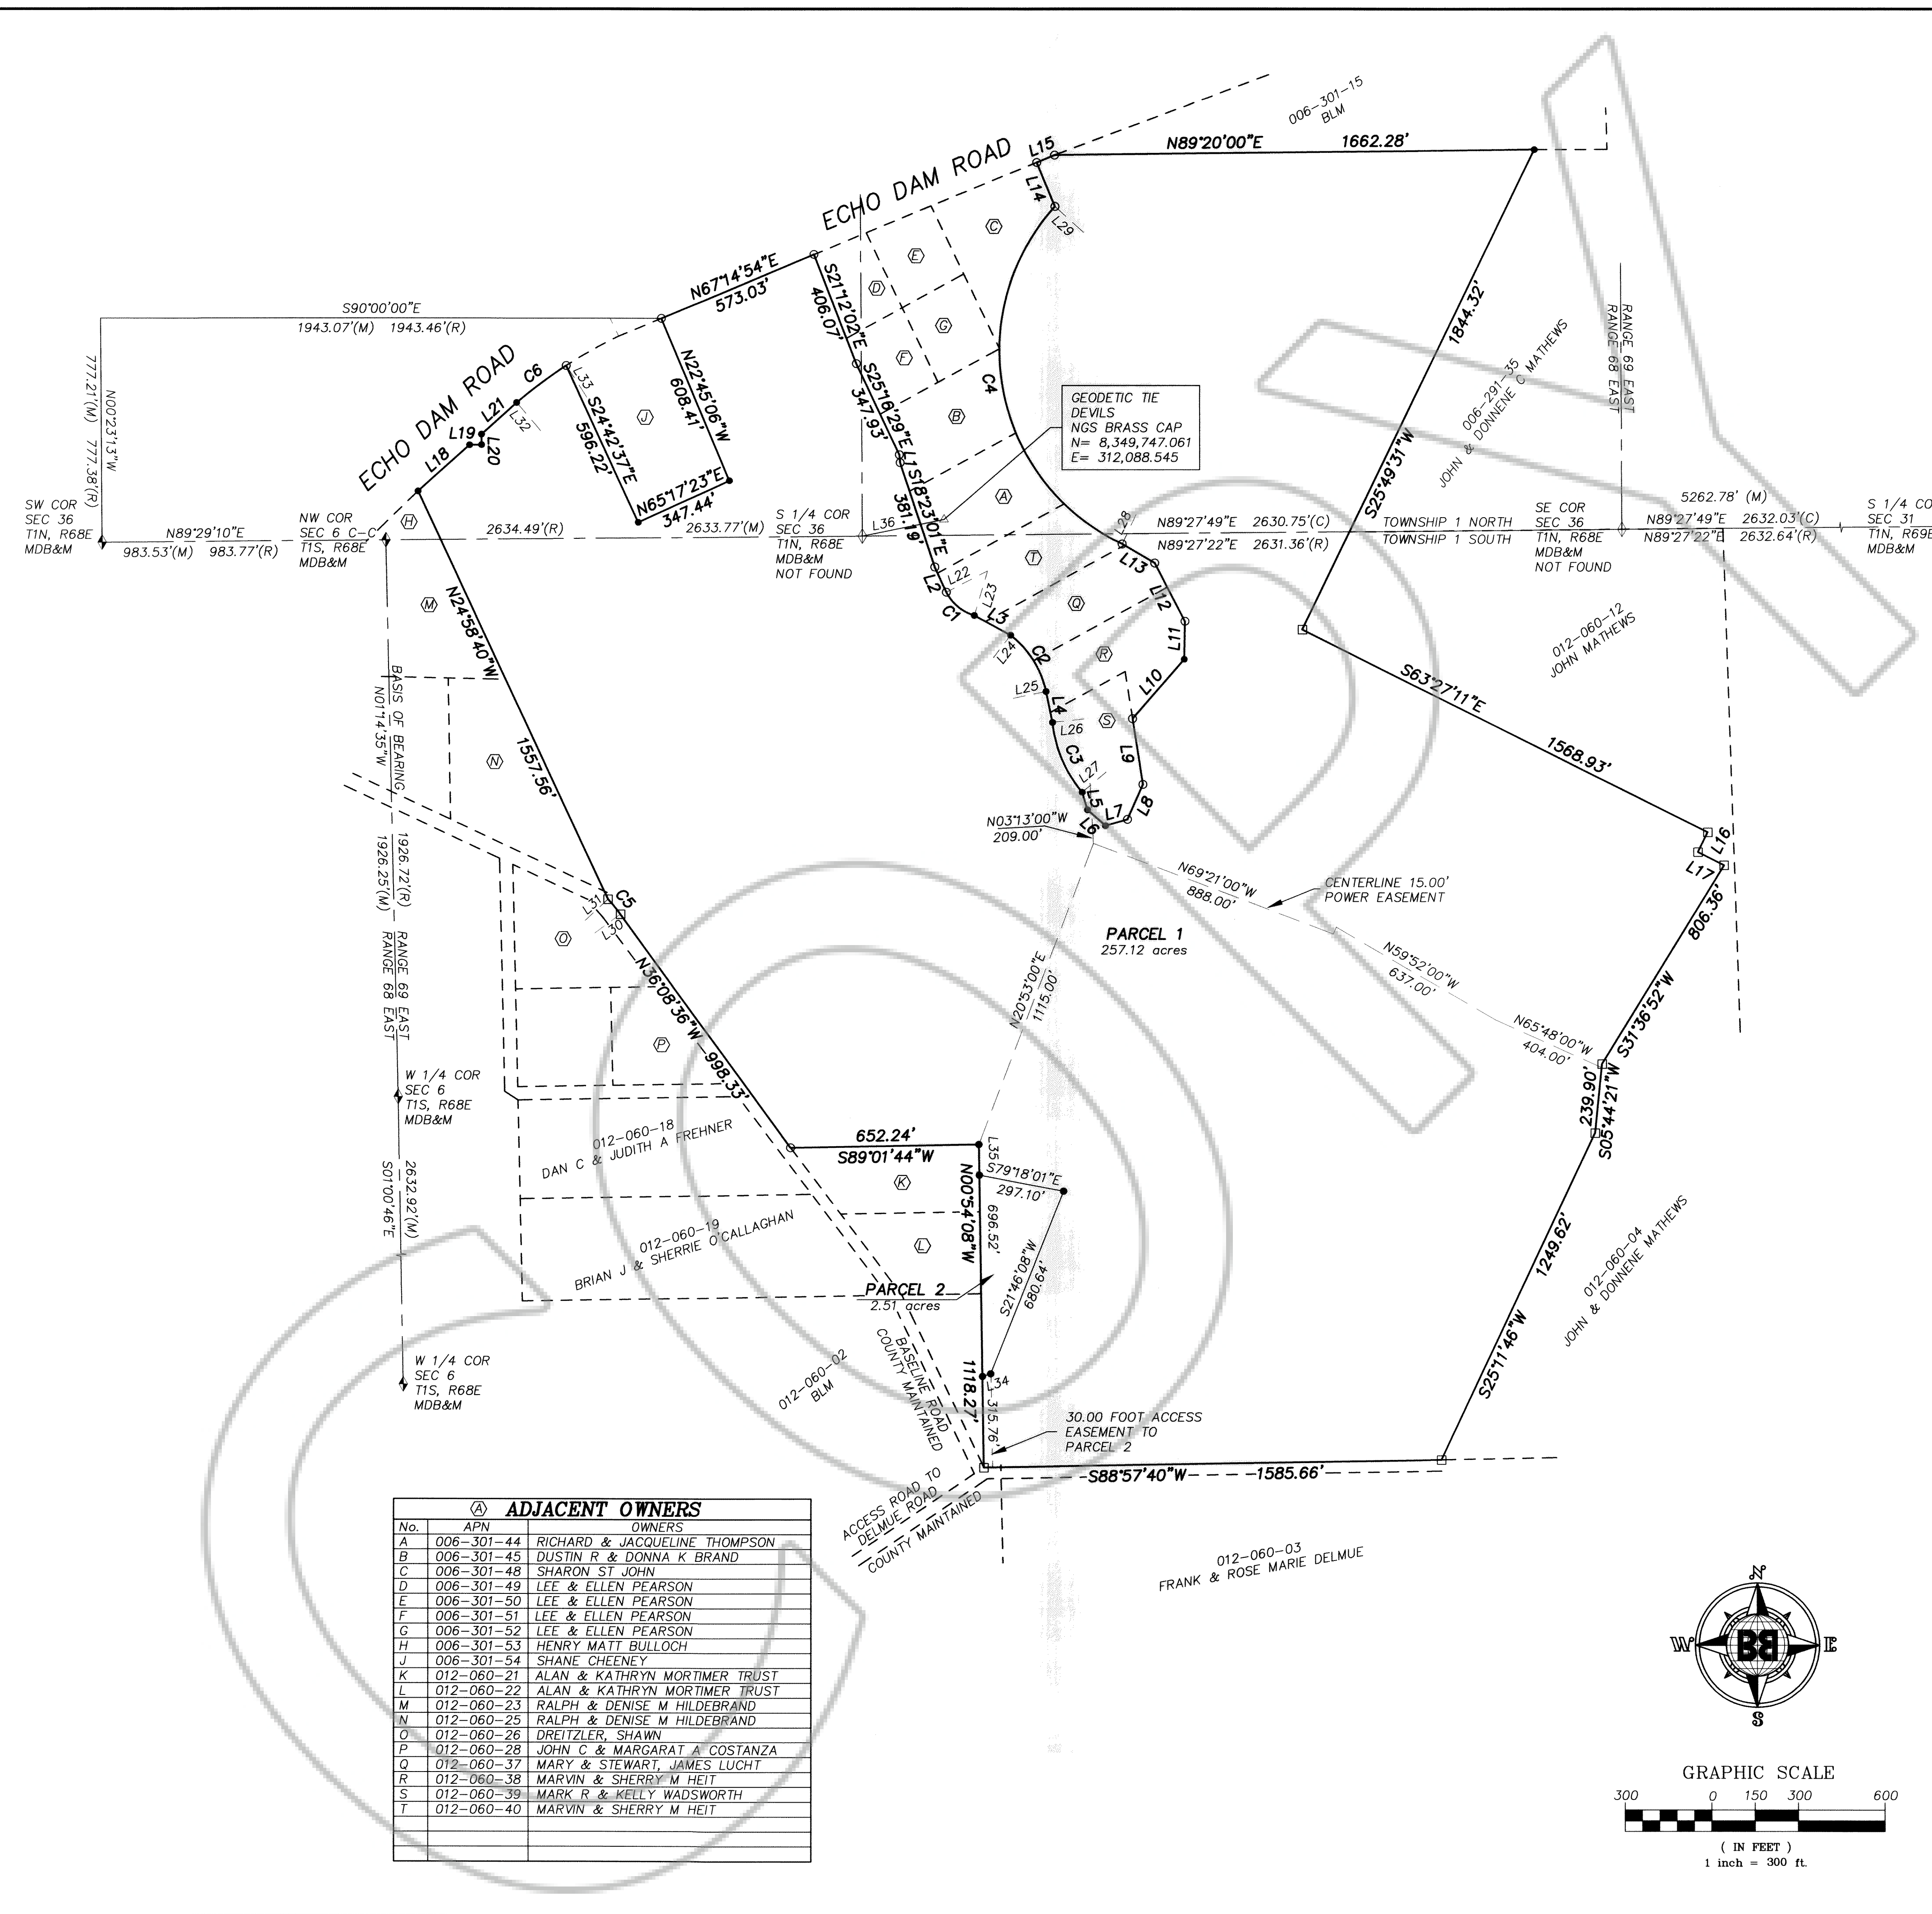 006-301-15
BLM
L15
ECHO DAM ROAD
N89°20'00"E 1662.28'
L14
L29
C
E
D
G
F
B
A
N67°14'54"E
573.03'
S21°12'02"E
406.07'
S90°00'00"E
1943.07'(M) 1943.46'(R)
N00°23'13"W
777.21'(M) 777.38'(R)
ECHO DAM ROAD
C6
L33
L21
L32
L19
L20
L18
H
J
S24°42'37"E
596.22'
N22°45'06"W
608.41'
N65°17'23"E
347.44'
S25°16'29"E
347.93'
L1
S18°23'01"E
381.19'
C4
GEODETIC TIE
DEVILS
NGS BRASS CAP
N= 8,349,747.061
E= 312,088.545
1844.32'
S25°49'31"W
006-291-35
JOHN & DONNENE C MATHEWS
RANGE 69 EAST
RANGE 68 EAST
SW COR
SEC 36
T1N, R68E
MDB&M
N89°29'10"E
983.53'(M) 983.77'(R)
NW COR
SEC 6 C-C
T1S, R68E
MDB&M
2634.49'(R) 2633.77'(M)
S 1/4 COR
SEC 36
T1N, R68E
MDB&M
NOT FOUND
L36
L28
N89°27'49"E 2630.75'(C)
N89°27'22"E 2631.36'(R)
TOWNSHIP 1 NORTH
TOWNSHIP 1 SOUTH
SE COR
SEC 36
T1N, R68E
MDB&M
NOT FOUND
5262.78' (M)
N89°27'49"E 2632.03'(C)
N89°27'22"E 2632.64'(R)
SEC 31
MDB&M
L2
L22
L23
C1
L3
L24
C2
L25
L4
L26
C3
L27
L5
L6
L7
L8
L9
L10
L11
L12
L13
T
Q
R
S
M
N
N24°58'40"W
1557.56'
BASIS OF BEARING
N01°14'35"W
1926.72'(R)
1926.25'(M)
RANGE 69 EAST
RANGE 68 EAST
012-060-12
JOHN MATHEWS
S63°27'11"E
1568.93'
L16
L17
N03°13'00"W
209.00'
N69°21'00"W
888.00'
CENTERLINE 15.00'
POWER EASEMENT
PARCEL 1
257.12 acres
N59°52'00"W
637.00'
N65°48'00"W
404.00'
806.36'
S31°36'52"W
239.90'
S05°44'21"W
L31
C5
L30
O
P
N36°08'36"W 998.33'
N20°53'00"E
1115.00'
W 1/4 COR
SEC 6
T1S, R68E
MDB&M
012-060-18
DAN C & JUDITH A FREHNER
652.24'
S89°01'44"W
L35
S79°18'01"E
297.10'
K
N00°54'08"W
696.52'
L
S21°46'08"W
680.64'
2632.92'(M)
S01°00'46"E
012-060-19
BRIAN J & SHERRIE O'CALLAGHAN
PARCEL 2
2.51 acres
1249.62'
S25°11'46"W
012-060-04
JOHN & DONNENE MATHEWS
W 1/4 COR
SEC 6
T1S, R68E
MDB&M
012-060-02
BLM
BASELINE ROAD
COUNTY MAINTAINED
1118.27'
L34
315.76'
30.00 FOOT ACCESS
EASEMENT TO
PARCEL 2
S88°57'40"W 1585.66'
ACCESS ROAD TO
DELMUE ROAD
COUNTY MAINTAINED
012-060-03
FRANK & ROSE MARIE DELMUE
A ADJACENT OWNERS
No. APN OWNERS
A 006-301-44 RICHARD & JACQUELINE THOMPSON
B 006-301-45 DUSTIN R & DONNA K BRAND
C 006-301-48 SHARON ST JOHN
D 006-301-49 LEE & ELLEN PEARSON
E 006-301-50 LEE & ELLEN PEARSON
F 006-301-51 LEE & ELLEN PEARSON
G 006-301-52 LEE & ELLEN PEARSON
H 006-301-53 HENRY MATT BULLOCH
J 006-301-54 SHANE CHEENEY
K 012-060-21 ALAN & KATHRYN MORTIMER TRUST
L 012-060-22 ALAN & KATHRYN MORTIMER TRUST
M 012-060-23 RALPH & DENISE M HILDEBRAND
N 012-060-25 RALPH & DENISE M HILDEBRAND
O 012-060-26 DREITZLER, SHAWN
P 012-060-28 JOHN C & MARGARAT A COSTANZA
Q 012-060-37 MARY & STEWART, JAMES LUCHT
R 012-060-38 MARVIN & SHERRY M HEIT
S 012-060-39 MARK R & KELLY WADSWORTH
T 012-060-40 MARVIN & SHERRY M HEIT
N
W
E
S
GRAPHIC SCALE
300 0 150 300 600
( IN FEET )
1 inch = 300 ft.
COPY